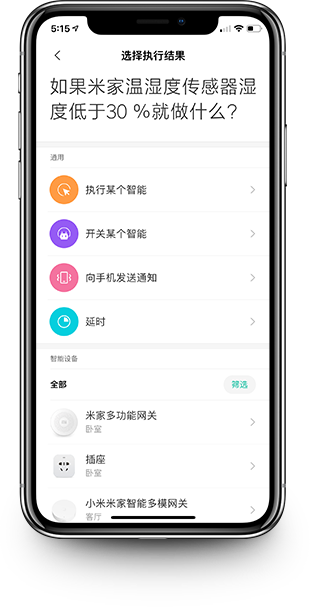 5:15
选择执行结果
如果米家温湿度传感器湿
度低于30 %就做什么?
通用
执行某个智能
开关某个智能
向手机发送通知
延时
智能设备
全部
筛选
米家多功能网关
卧室
插座
卧室
小米米家智能多模网关
客厅